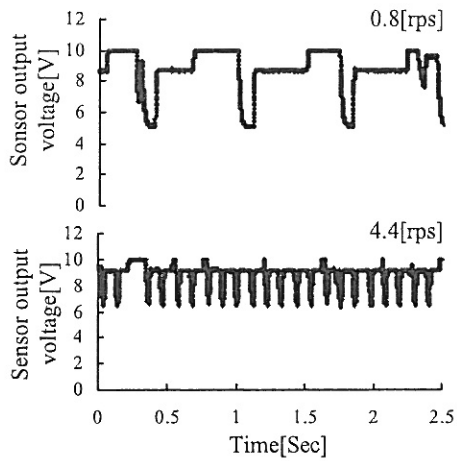 0.8[rps]
Sonsor output
voltage[V]
12
10
8
6
4
2
0
4.4[rps]
Sensor output
voltage[V]
12
10
8
6
4
2
0
0
0.5
1
1.5
2
2.5
Time[Sec]